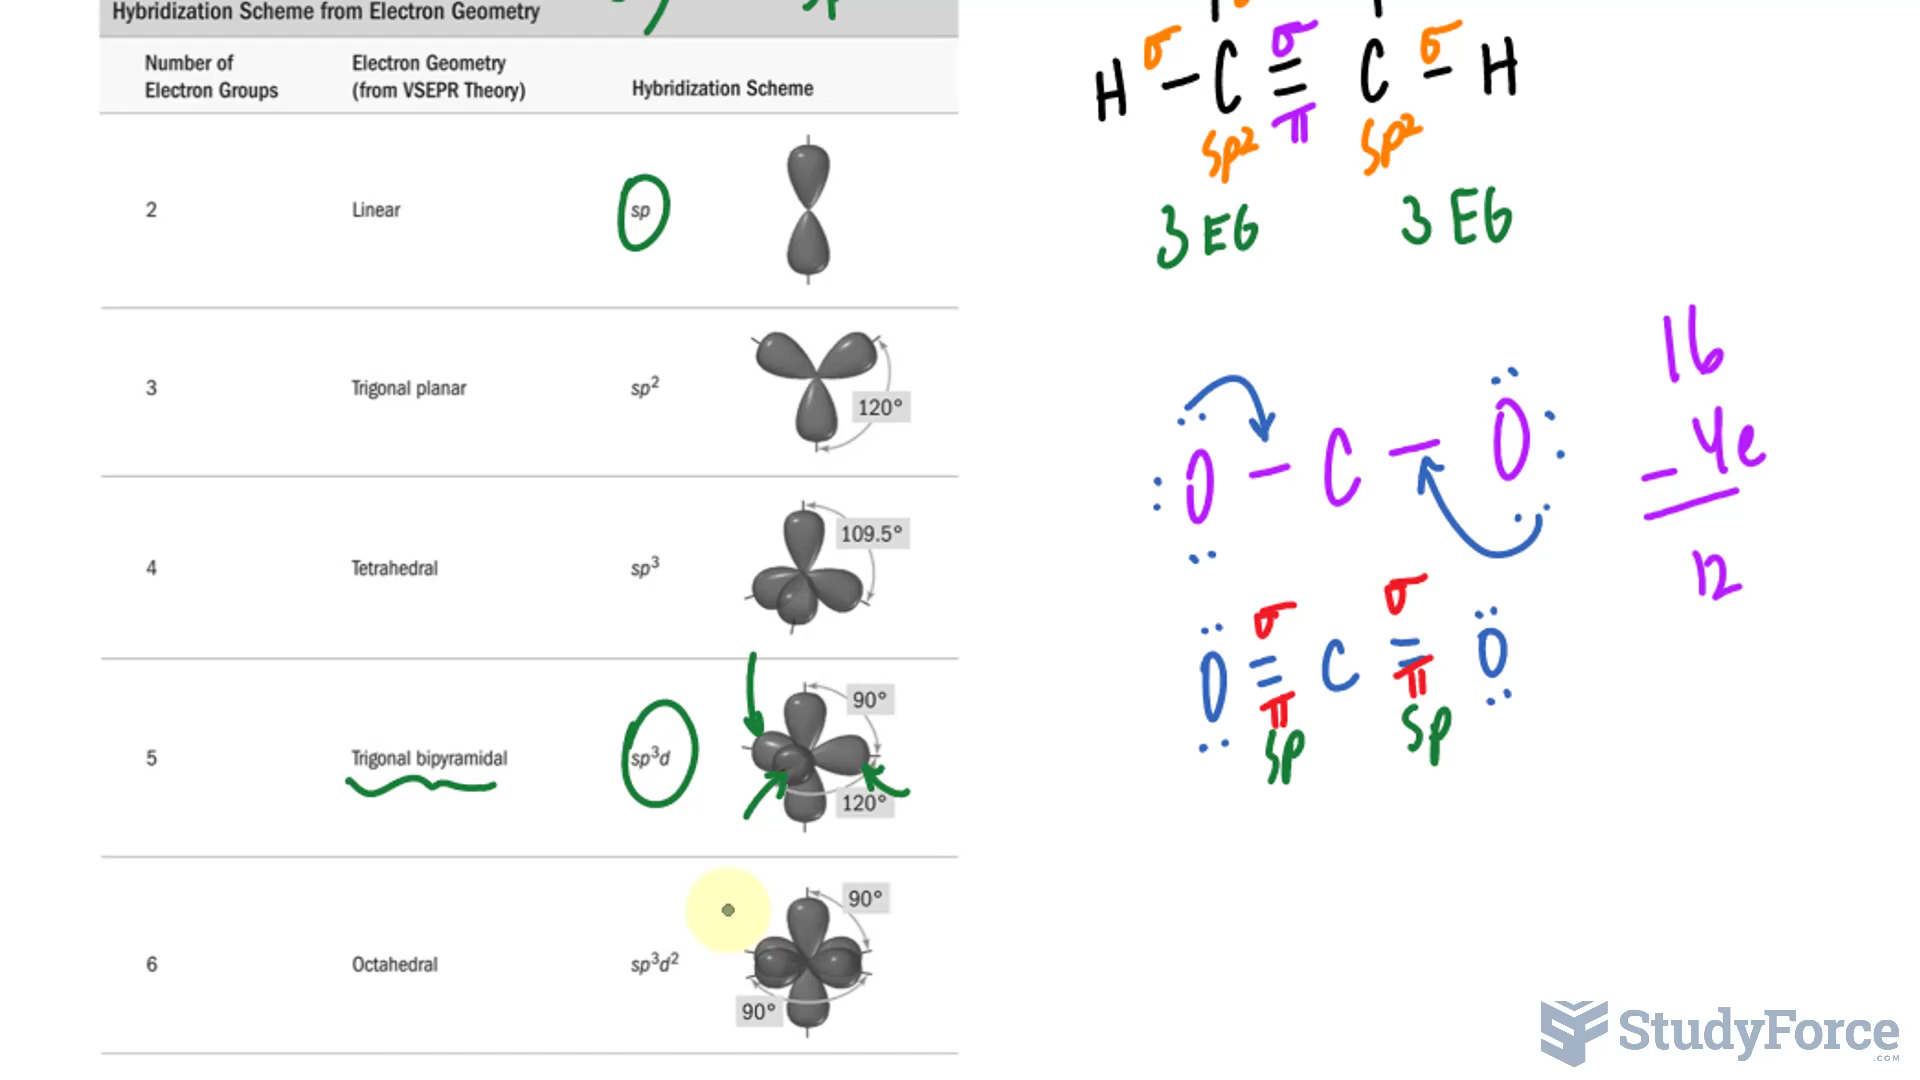 Hybridization Scheme from Electron Geometry
sp
Number of Electron Groups
Electron Geometry (from VSEPR Theory)
Hybridization Scheme
2 Linear sp
3 Trigonal planar sp² 120°
4 Tetrahedral sp³ 109.5°
5 Trigonal bipyramidal sp³d 90° 120°
6 Octahedral sp³d² 90° 90°
σ σ σ
H – C = C – H
sp² π sp²
3 EG 3 EG
O – C – O
16
– 4e
12
σ σ
O = C = O
π π
sp sp
StudyForce
.COM